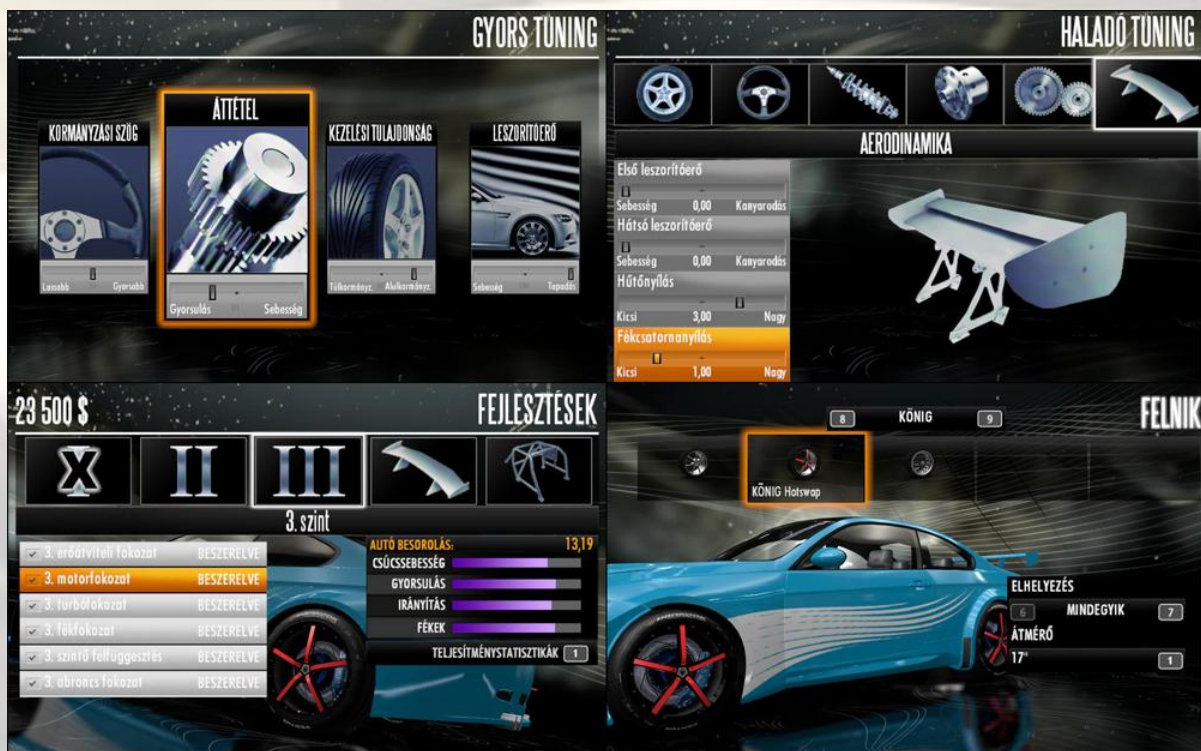 GYORS TUNING
KORMÁNYZÁSI SZÖG
ÁTTÉTEL
KEZELÉSI TULAJDONSÁG
LESZORÍTÓERŐ
Lassabb Gyorsabb
Gyorsulás Sebesség
Túlkormányz. Alulkormányz.
Sebesség Tapadás
HALADÓ TUNING
AERODINAMIKA
Első leszorítóerő
Sebesség 0,00 Kanyarodás
Hátsó leszorítóerő
Sebesség 0,00 Kanyarodás
Hűtőnyílás
Kicsi 3,00 Nagy
Fékcsatornanyílás
Kicsi 1,00 Nagy
23 500 $
FEJLESZTÉSEK
X II III
3. szint
3. erőátviteli fokozat BESZERELVE
3. motorfokozat BESZERELVE
3. turbófokozat BESZERELVE
3. fékfokozat BESZERELVE
3. szintű felfüggesztés BESZERELVE
3. abroncs fokozat BESZERELVE
AUTÓ BESOROLÁS: 13,19
CSÚCSSEBESSÉG
GYORSULÁS
IRÁNYÍTÁS
FÉKEK
TELJESÍTMÉNYSTATISZTIKÁK 1
FELNIK
8 KÖNIG 9
KÖNIG Hotswap
ELHELYEZÉS
6 MINDEGYIK 7
ÁTMÉRŐ
17" 1